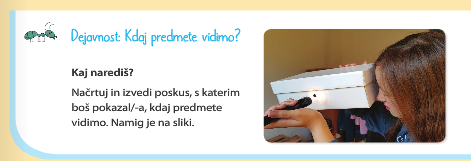 Dejavnost: Kdaj predmete vidimo?
Kaj narediš?
Načrtuj in izvedi poskus, s katerim
boš pokazal/-a, kdaj predmete
vidimo. Namig je na sliki.